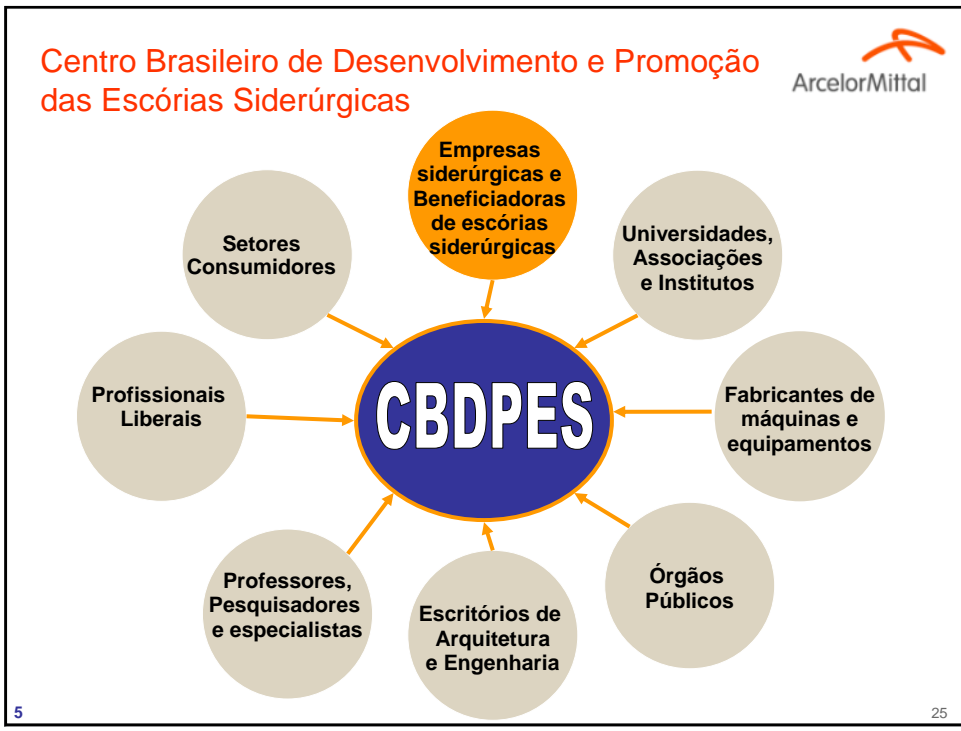 Centro Brasileiro de Desenvolvimento e Promoção
das Escórias Siderúrgicas
ArcelorMittal
Empresas
siderúrgicas e
Beneficiadoras
de escórias
siderúrgicas
Setores
Consumidores
Universidades,
Associações
e Institutos
Profissionais
Liberais
CBDPES
Fabricantes de
máquinas e
equipamentos
Professores,
Pesquisadores
e especialistas
Escritórios de
Arquitetura
e Engenharia
Órgãos
Públicos
5
25